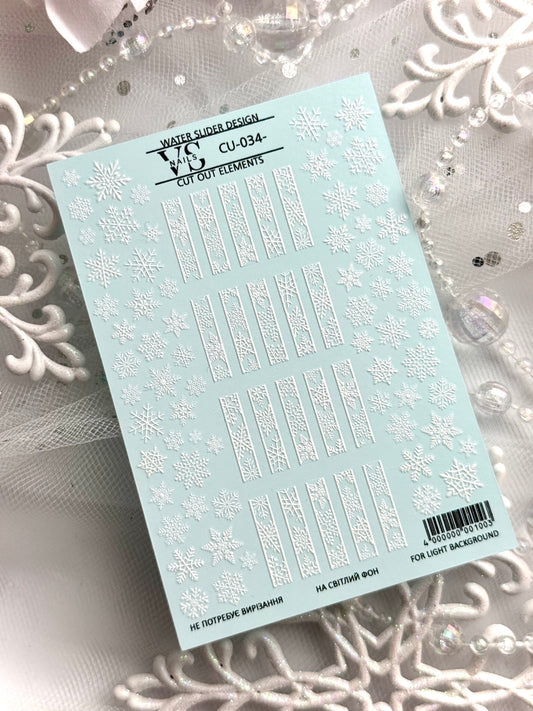 WATER SLIDER DESIGN
VS
NAILS
CU-034-
CUT OUT ELEMENTS
4 000000 001003
FOR LIGHT BACKGROUND
НА СВІТЛИЙ ФОН
НЕ ПОТРЕБУЄ ВИРІЗАННЯ